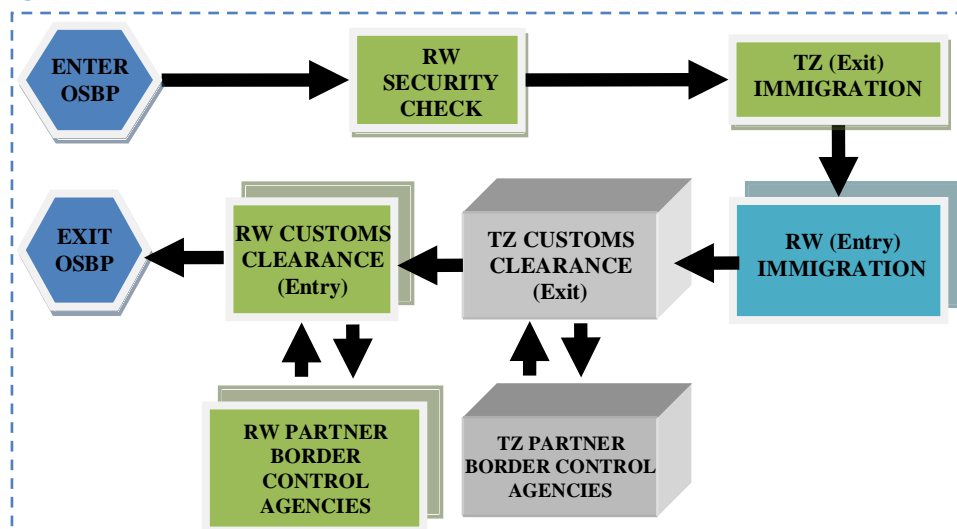 ENTER
OSBP
RW
SECURITY
CHECK
TZ (Exit)
IMMIGRATION
EXIT
OSBP
RW CUSTOMS
CLEARANCE
(Entry)
TZ CUSTOMS
CLEARANCE
(Exit)
RW (Entry)
IMMIGRATION
RW PARTNER
BORDER
CONTROL
AGENCIES
TZ PARTNER
BORDER CONTROL
AGENCIES